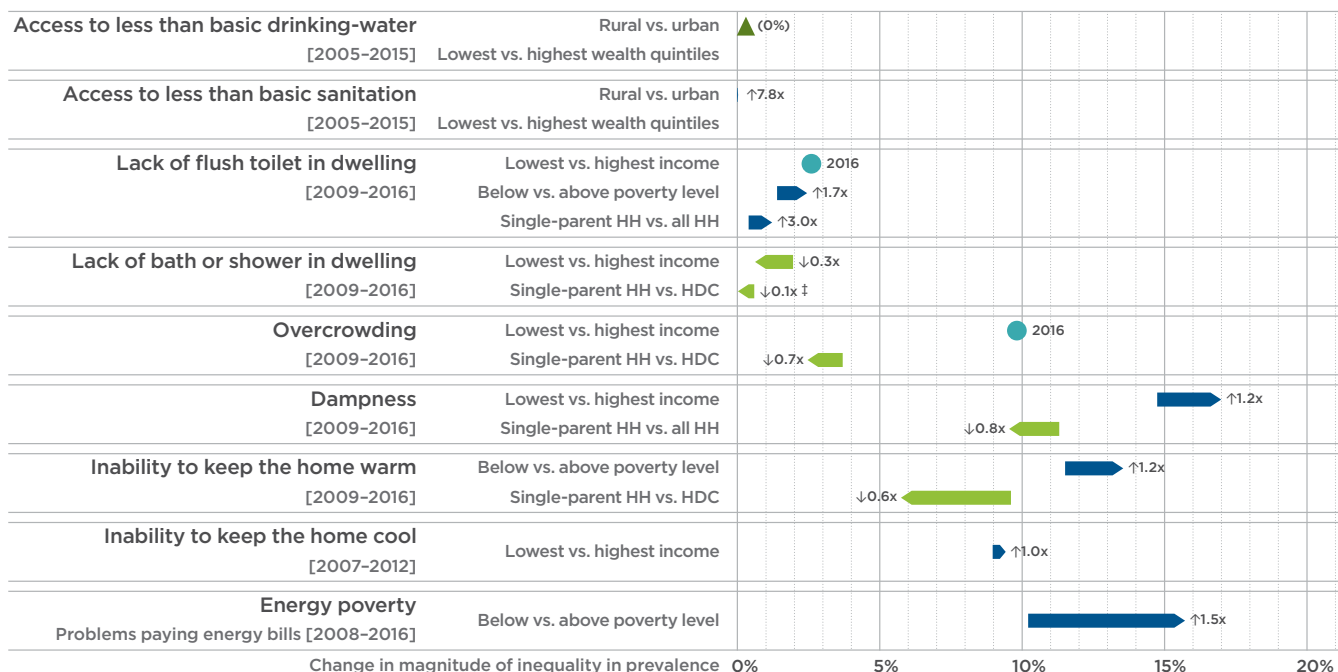 Access to less than basic drinking-water Rural vs. urban (0%)
[2005–2015] Lowest vs. highest wealth quintiles
Access to less than basic sanitation Rural vs. urban ↑7.8x
[2005–2015] Lowest vs. highest wealth quintiles
Lack of flush toilet in dwelling Lowest vs. highest income 2016
[2009–2016] Below vs. above poverty level ↑1.7x
Single-parent HH vs. all HH ↑3.0x
Lack of bath or shower in dwelling Lowest vs. highest income ↓0.3x
[2009–2016] Single-parent HH vs. HDC ↓0.1x ‡
Overcrowding Lowest vs. highest income 2016
[2009–2016] Single-parent HH vs. HDC ↓0.7x
Dampness Lowest vs. highest income ↑1.2x
[2009–2016] Single-parent HH vs. all HH ↓0.8x
Inability to keep the home warm Below vs. above poverty level ↑1.2x
[2009–2016] Single-parent HH vs. HDC ↓0.6x
Inability to keep the home cool
Lowest vs. highest income ↑1.0x
[2007–2012]
Energy poverty
Below vs. above poverty level ↑1.5x
Problems paying energy bills [2008–2016]
Change in magnitude of inequality in prevalence 0% 5% 10% 15% 20%